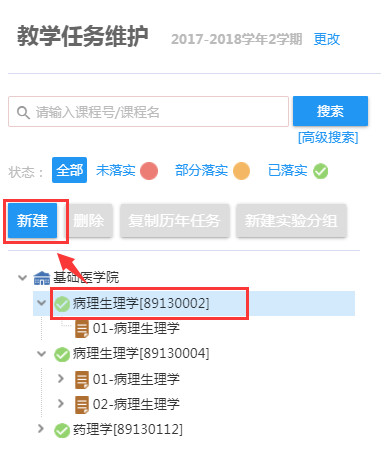 教学任务维护 2017-2018学年2学期 更改
请输入课程号/课程名 搜索
[高级搜索]
状态： 全部 未落实 部分落实 已落实
新建 删除 复制历年任务 新建实验分组
基础医学院
病理生理学[89130002]
01-病理生理学
病理生理学[89130004]
01-病理生理学
02-病理生理学
药理学[89130112]